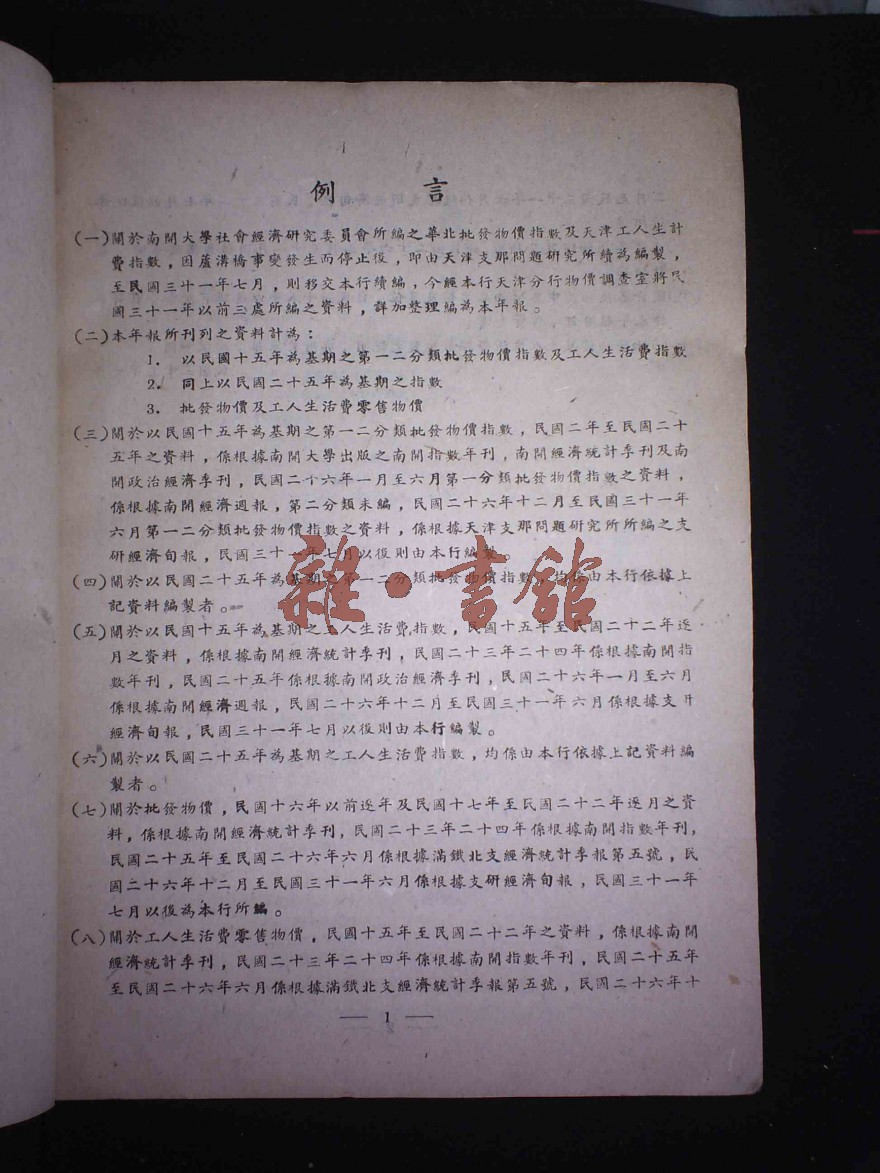 例言
(一)關於南開大學社會經濟研究委員會所編之華北批發物價指數及天津工人生計
費指數，因蘆溝橋事變發生而停止後，即由天津支那問題研究所續為編製，
至民國三十一年七月，則移交本行續編，今經本行天津分行物價調查室將民
國三十一年以前三處所編之資料，詳加整理編為本年報。
(二)本年報所刊列之資料計為：
1. 以民國十五年為基期之第一二分類批發物價指數及工人生活費指數
2. 同上以民國二十五年為基期之指數
3. 批發物價及工人生活費零售物價
(三)關於以民國十五年為基期之第一二分類批發物價指數，民國二年至民國二十
五年之資料，係根據南開大學出版之南開指數年刊，南開經濟統計季刊及南
開政治經濟季刊，民國二十六年一月至六月第一分類批發物價指數之資料，
係根據南開經濟週報，第二分類未編，民國二十六年十二月至民國三十一年
六月第一二分類批發物價指數之資料，係根據天津支那問題研究所所編之支
研經濟旬報，民國三十一年七月以後則由本行編製。
(四)關於以民國二十五年為基期之第一二分類批發物價指數，均係由本行依據上
記資料編製者。
(五)關於以民國十五年為基期之工人生活費指數，民國十五年至民國二十二年逐
月之資料，係根據南開經濟統計季刊，民國二十三年二十四年係根據南開指
數年刊，民國二十五年係根據南開政治經濟季刊，民國二十六年一月至六月
係根據南開經濟週報，民國二十六年十二月至民國三十一年六月係根據支
經濟旬報，民國三十一年七月以後則由本行編製。
(六)關於以民國二十五年為基期之工人生活費指數，均係由本行依據上記資料編
製者。
(七)關於批發物價，民國十六年以前逐年及民國十七年至民國二十二年逐月之資
料，係根據南開經濟統計季刊，民國二十三年二十四年係根據南開指數年刊，
民國二十五年至民國二十六年六月係根據滿鐵北支經濟統計季報第五號，民
國二十六年十二月至民國三十一年六月係根據支研經濟旬報，民國三十一年
七月以後為本行所編。
(八)關於工人生活費零售物價，民國十五年至民國二十二年之資料，係根據南開
經濟統計季刊，民國二十三年二十四年係根據南開指數年刊，民國二十五年
至民國二十六年六月係根據滿鐵北支經濟統計季報第五號，民國二十六年十
— 1 —
雜·書館